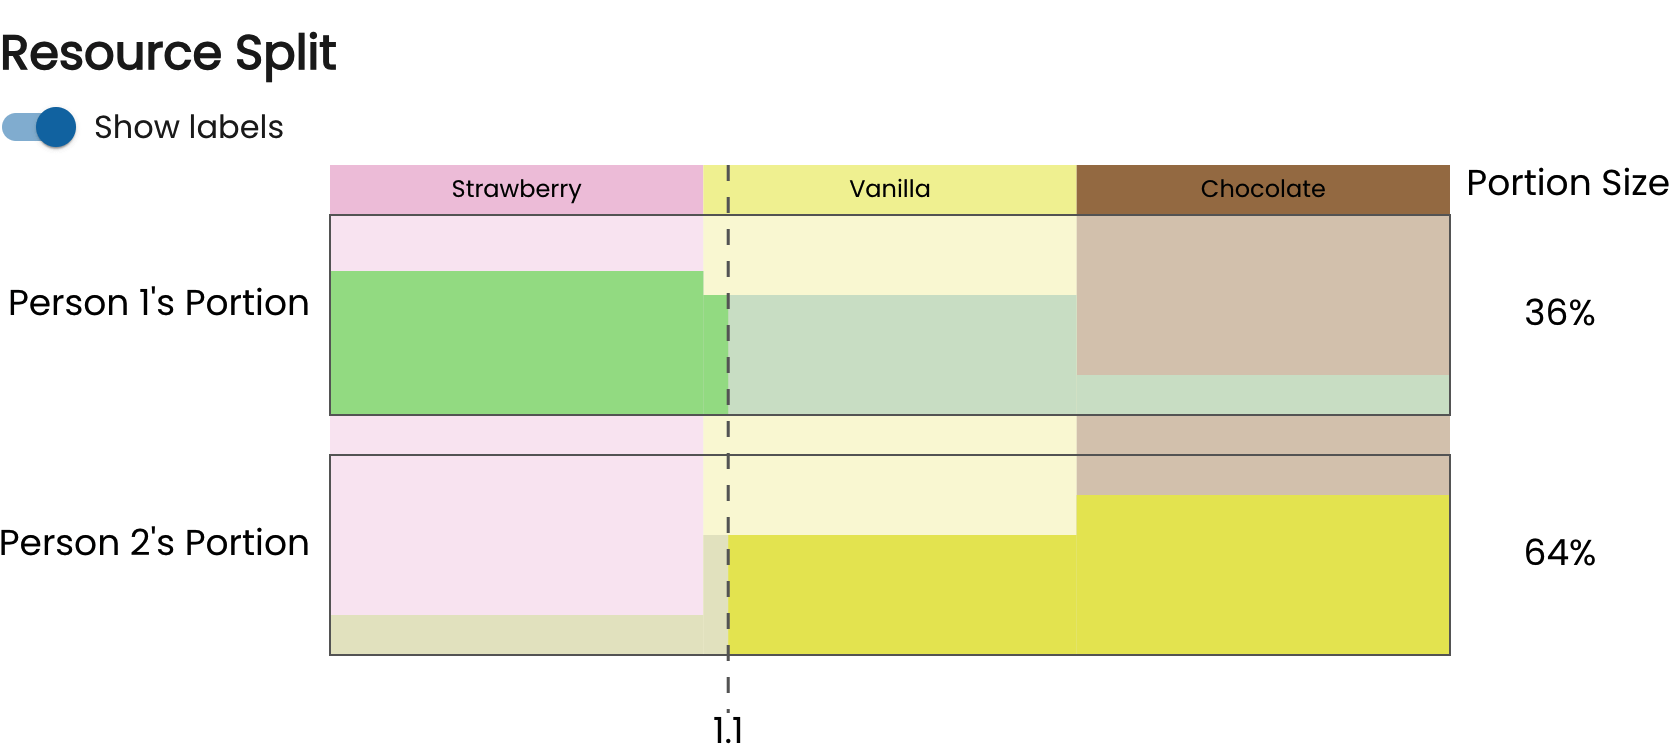 Resource Split
Show labels
Strawberry Vanilla Chocolate Portion Size
Person 1's Portion 36%
Person 2's Portion 64%
1.1